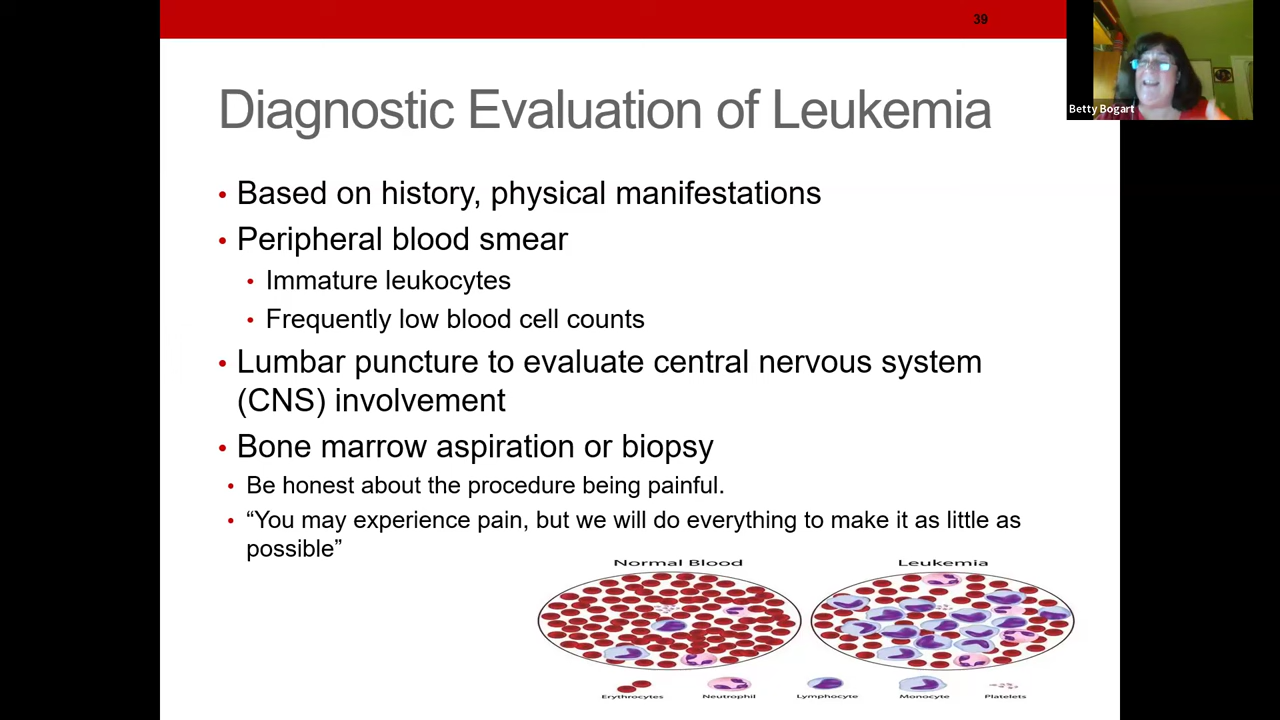 39
Betty Bogart
Diagnostic Evaluation of Leukemia
• Based on history, physical manifestations
• Peripheral blood smear
• Immature leukocytes
• Frequently low blood cell counts
• Lumbar puncture to evaluate central nervous system
(CNS) involvement
• Bone marrow aspiration or biopsy
• Be honest about the procedure being painful.
• “You may experience pain, but we will do everything to make it as little as
possible”
Normal Blood
Leukemia
Erythrocytes
Neutrophil
Lymphocyte
Monocyte
Platelets